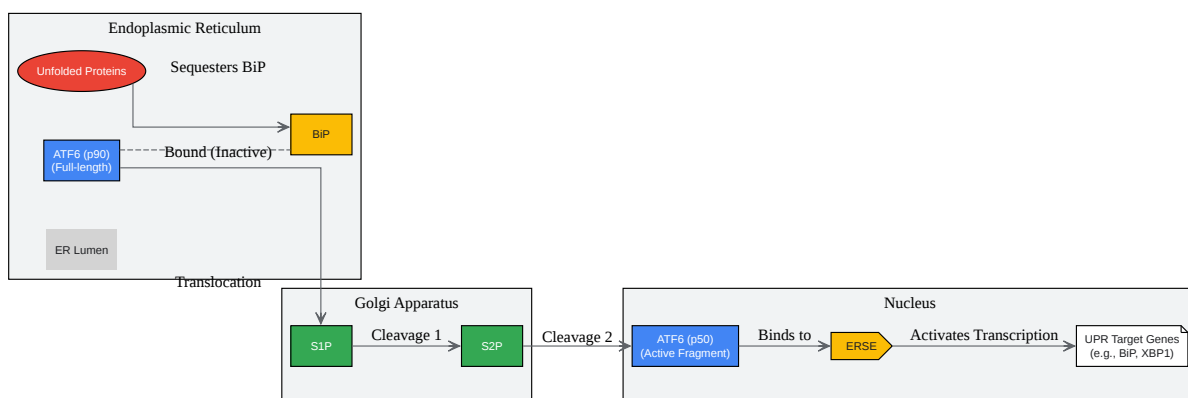 Endoplasmic Reticulum
Unfolded Proteins
Sequesters BiP
BiP
ATF6 (p90)
(Full-length)
Bound (Inactive)
ER Lumen
Translocation
Golgi Apparatus
S1P
Cleavage 1
S2P
Cleavage 2
Nucleus
ATF6 (p50)
(Active Fragment)
Binds to
ERSE
Activates Transcription
UPR Target Genes
(e.g., BiP, XBP1)